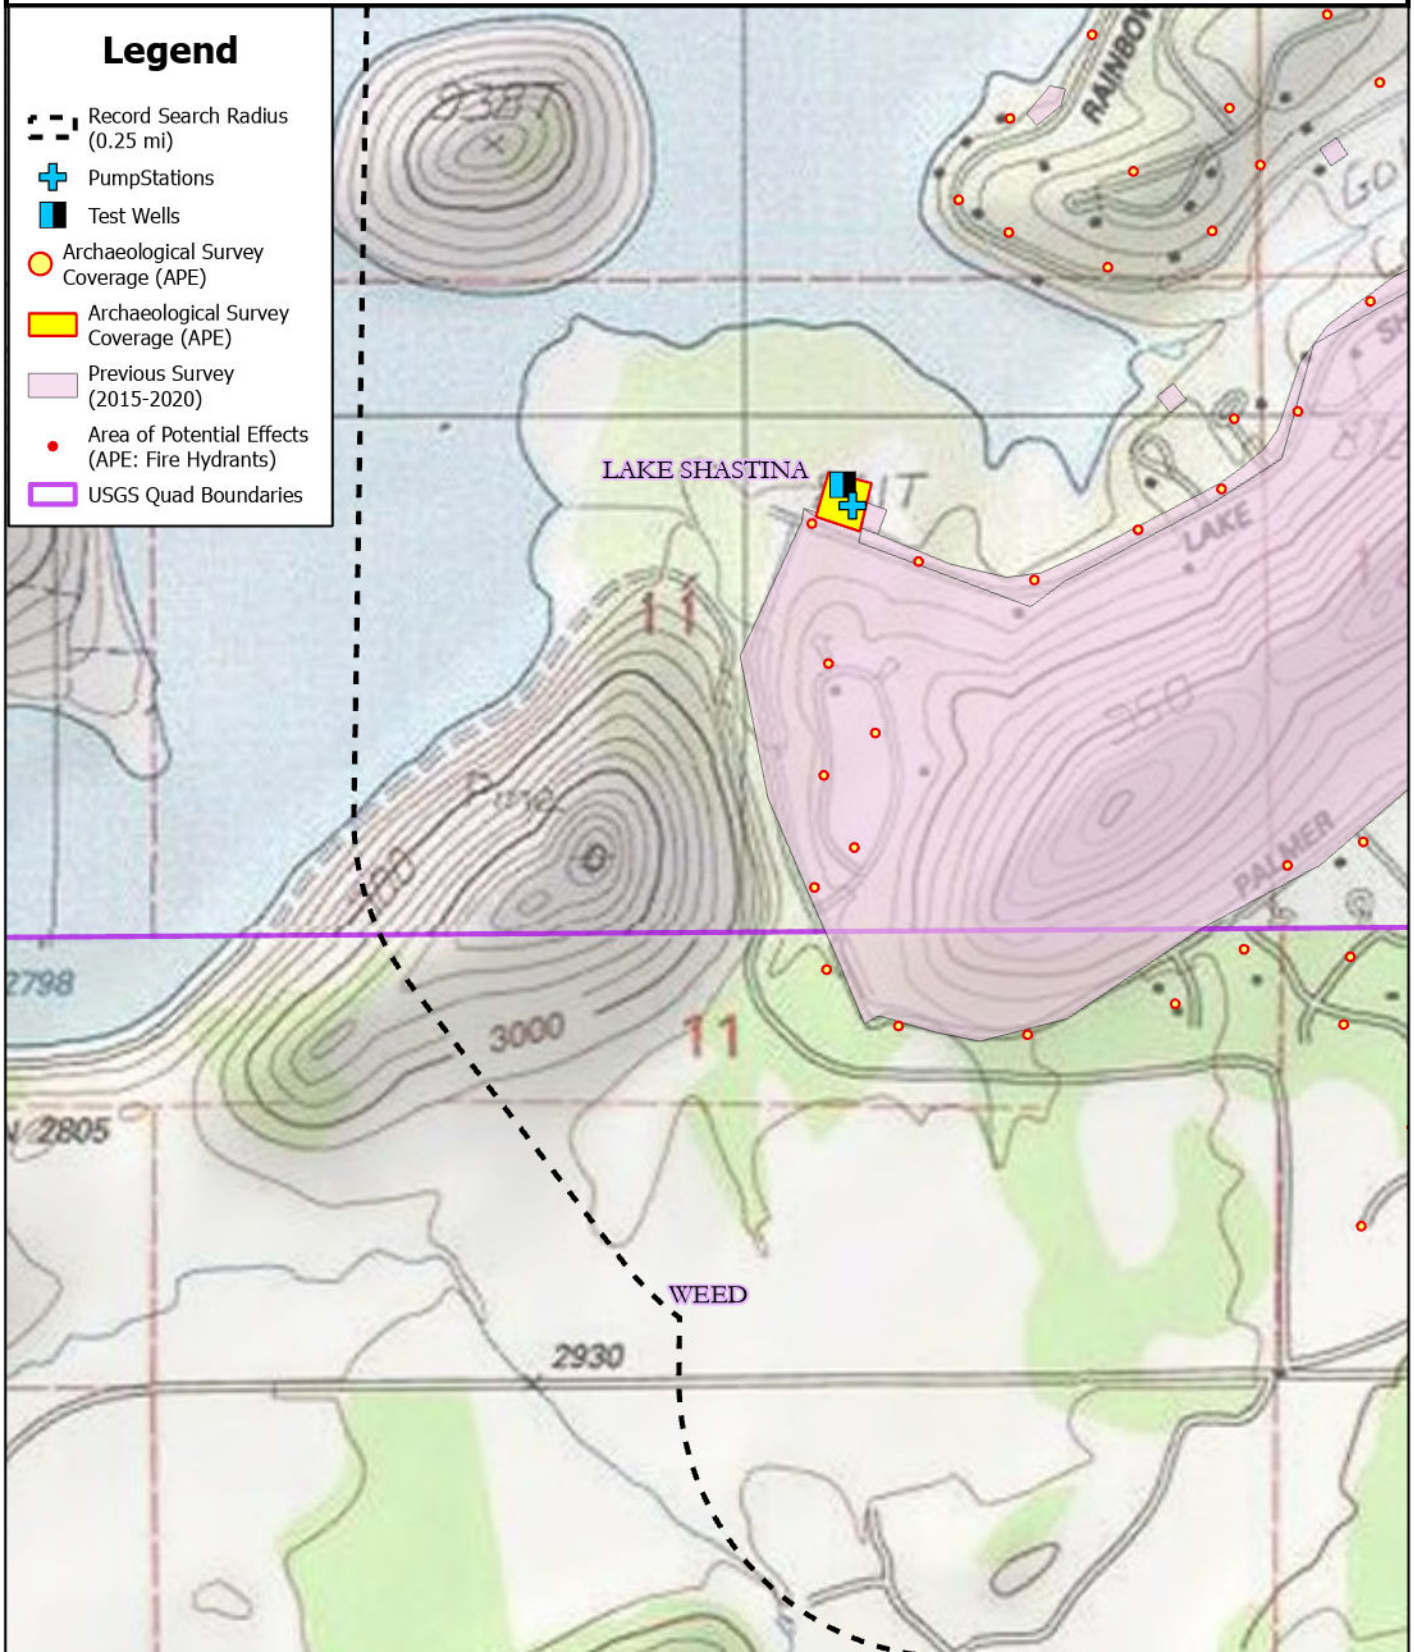 Legend
Record Search Radius
(0.25 mi)
PumpStations
Test Wells
Archaeological Survey
Coverage (APE)
Archaeological Survey
Coverage (APE)
Previous Survey
(2015-2020)
Area of Potential Effects
(APE: Fire Hydrants)
USGS Quad Boundaries
RAINBOW
LAKE SHASTINA
LAKE
11
PALMER
2798
3000
11
2805
WEED
2930